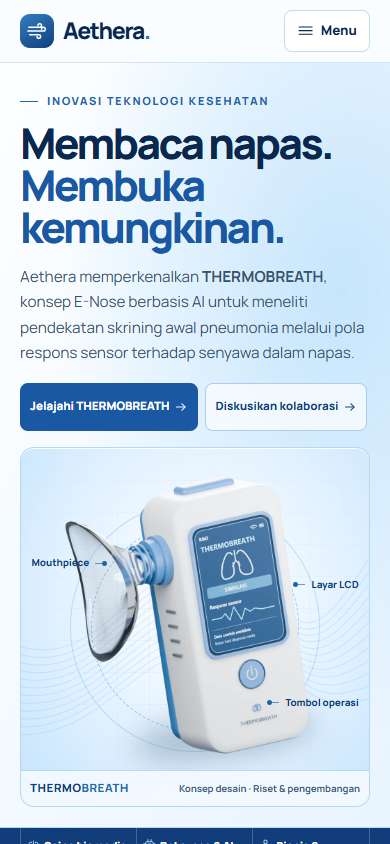 Aethera.
Menu
INOVASI TEKNOLOGI KESEHATAN
Membaca napas.
Membuka
kemungkinan.
Aethera memperkenalkan THERMOBREATH,
konsep E-Nose berbasis AI untuk meneliti
pendekatan skrining awal pneumonia melalui pola
respons sensor terhadap senyawa dalam napas.
Jelajahi THERMOBREATH →
Diskusikan kolaborasi →
R&D
THERMOBREATH
SIMULASI
Respons sensor
Mouthpiece
Layar LCD
Tombol operasi
THERMOBREATH
THERMOBREATH
Konsep desain · Riset & pengembangan